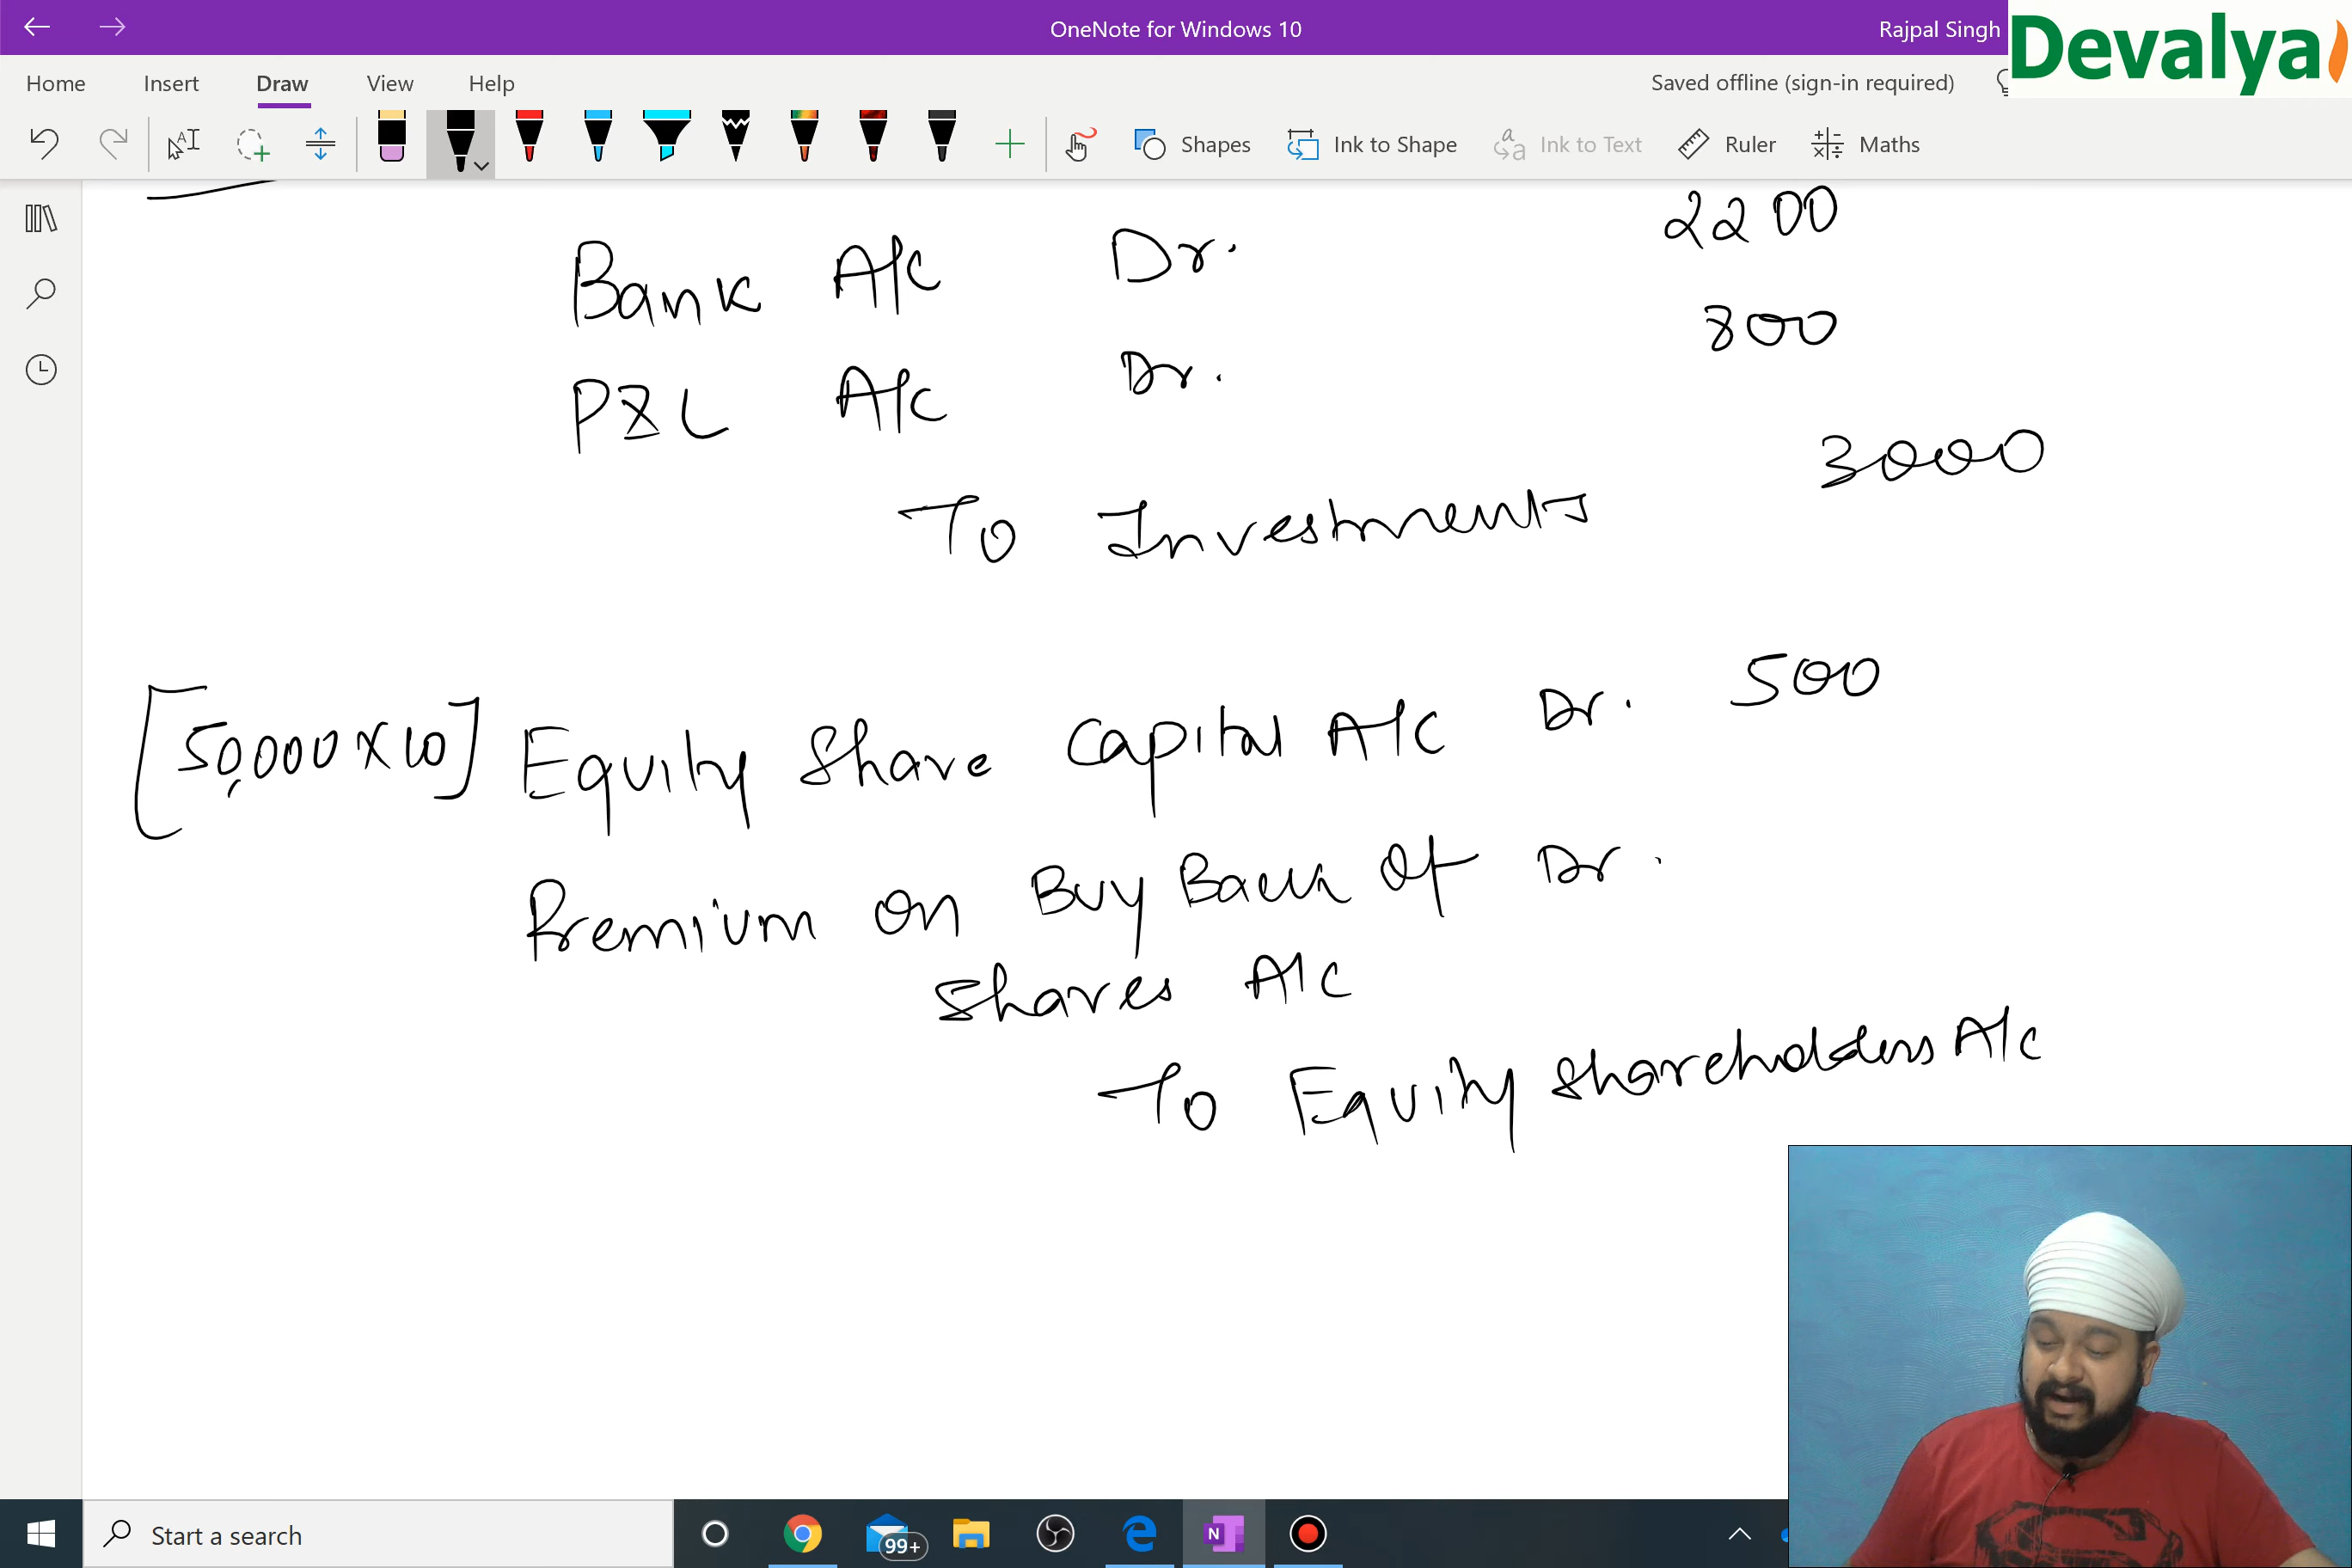 OneNote for Windows 10
Rajpal Singh
Devalya
Home Insert Draw View Help
Saved offline (sign-in required)
Shapes Ink to Shape Ink to Text Ruler Maths
2200
Bank A/c Dr.
800
P&L A/c Dr.
3000
To Investments
[50,000 X 10] Equity Share Capital A/c Dr. 500
Premium on Buy Back of Dr.
Shares A/c
To Equity Shareholders A/c
Start a search
99+